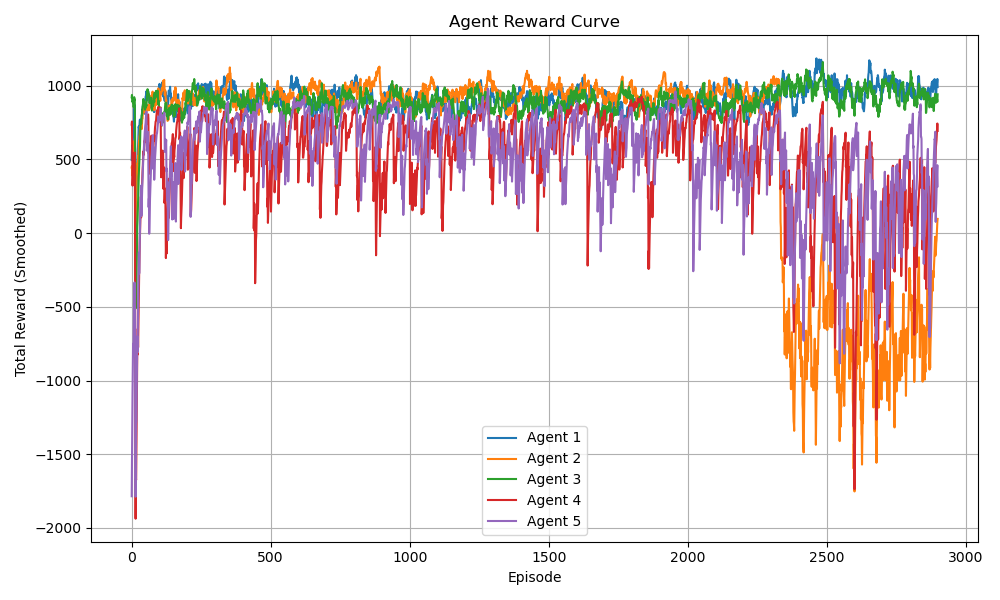 Agent Reward Curve
Total Reward (Smoothed)
1000
500
0
−500
−1000
−1500
−2000
Agent 1
Agent 2
Agent 3
Agent 4
Agent 5
0 500 1000 1500 2000 2500 3000
Episode